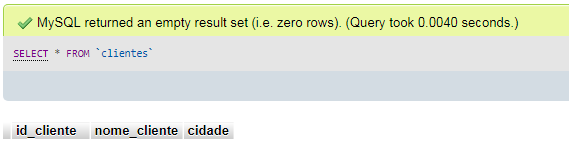 MySQL returned an empty result set (i.e. zero rows). (Query took 0.0040 seconds.)
SELECT * FROM `clientes`
id_cliente nome_cliente cidade